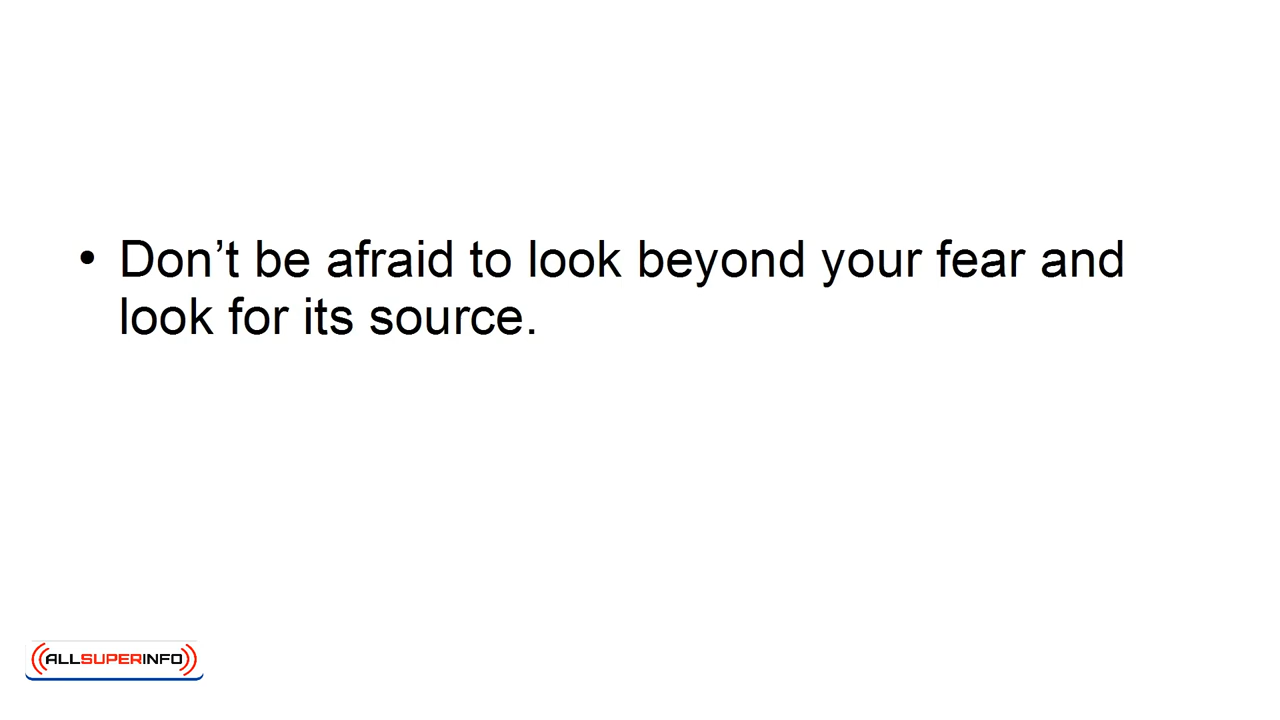 • Don’t be afraid to look beyond your fear and
look for its source.
ALLSUPERINFO